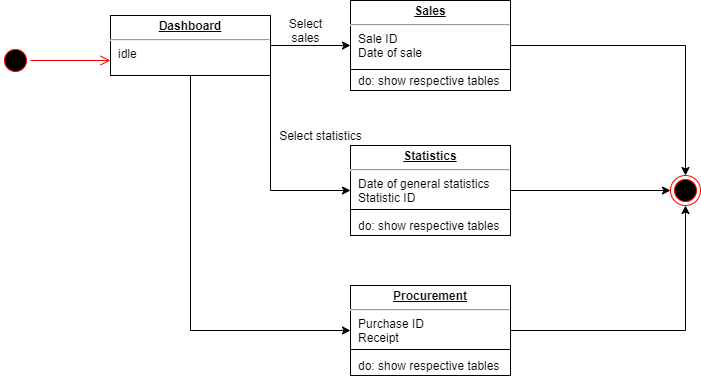 Dashboard
idle
Select
sales
Sales
Sale ID
Date of sale
do: show respective tables
Select statistics
Statistics
Date of general statistics
Statistic ID
do: show respective tables
Procurement
Purchase ID
Receipt
do: show respective tables